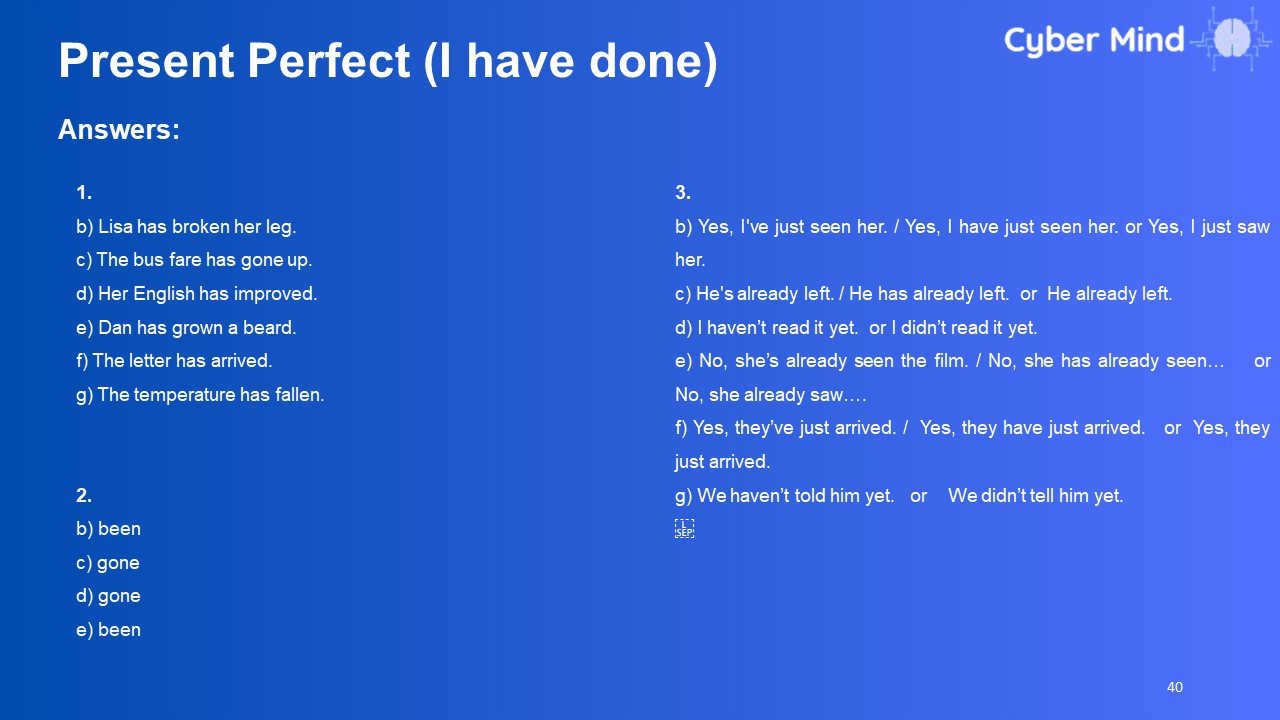 Present Perfect (I have done)
Cyber Mind
Answers:
1.
b) Lisa has broken her leg.
c) The bus fare has gone up.
d) Her English has improved.
e) Dan has grown a beard.
f) The letter has arrived.
g) The temperature has fallen.
2.
b) been
c) gone
d) gone
e) been
3.
b) Yes, I've just seen her. / Yes, I have just seen her. or Yes, I just saw
her.
c) He's already left. / He has already left.  or  He already left.
d) I haven’t read it yet.  or I didn’t read it yet.
e) No, she’s already seen the film. / No, she has already seen…  or
No, she already saw….
f) Yes, they’ve just arrived. /  Yes, they have just arrived.  or  Yes, they
just arrived.
g) We haven’t told him yet.  or  We didn’t tell him yet.
L
SEP
40